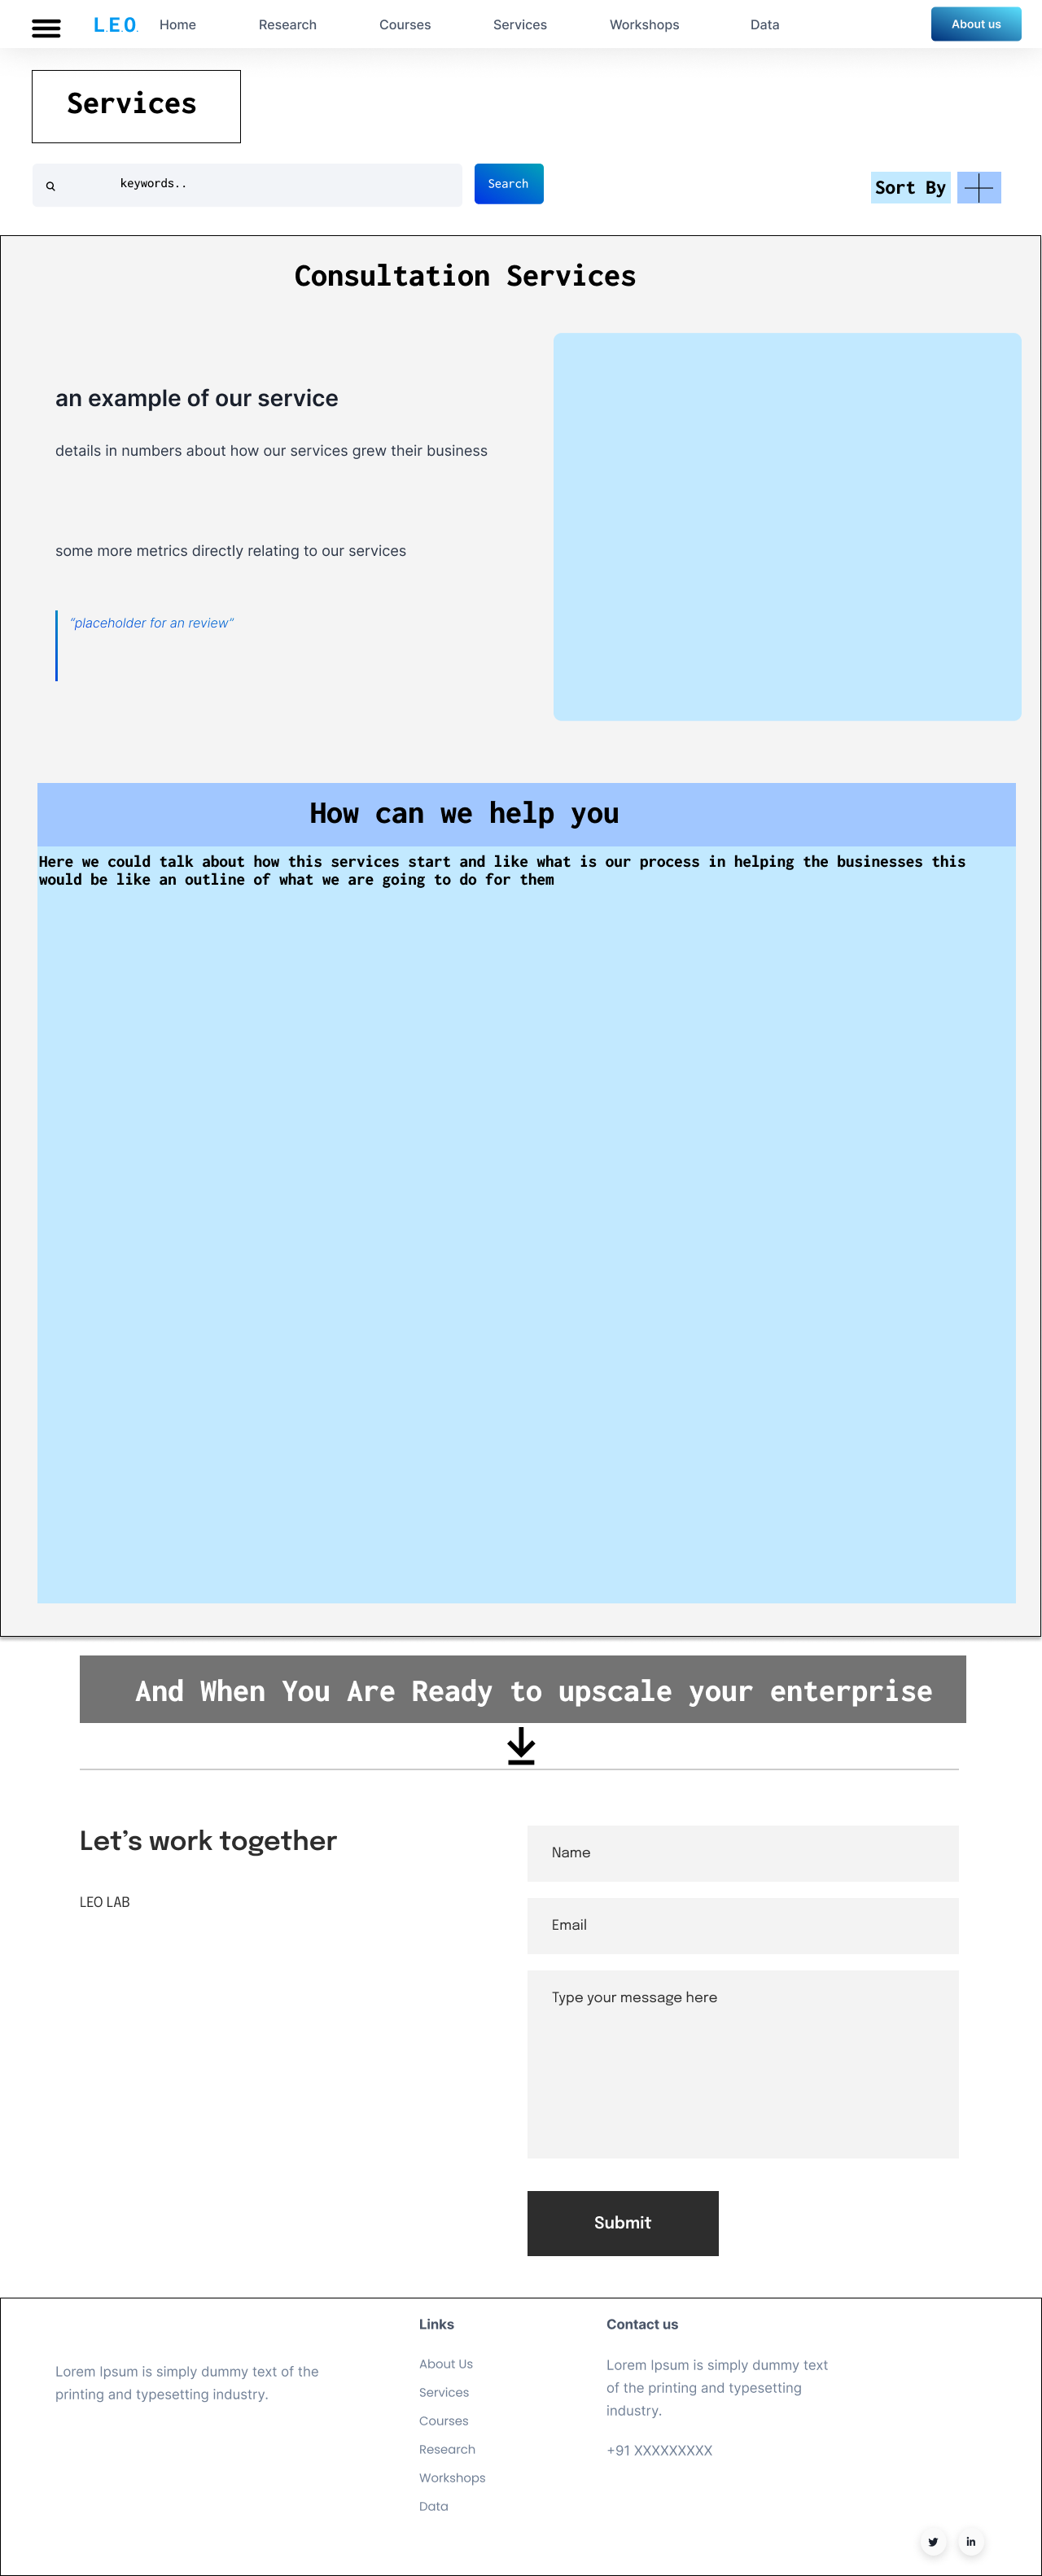 L.E.O.
Home
Research
Courses
Services
Workshops
Data
About us
Services
keywords..
Search
Sort By
Consultation Services
an example of our service
details in numbers about how our services grew their business
some more metrics directly relating to our services
“placeholder for an review”
How can we help you
Here we could talk about how this services start and like what is our process in helping the businesses this
would be like an outline of what we are going to do for them
And When You Are Ready to upscale your enterprise
Let’s work together
LEO LAB
Name
Email
Type your message here
Submit
Lorem Ipsum is simply dummy text of the
printing and typesetting industry.
Links
About Us
Services
Courses
Research
Workshops
Data
Contact us
Lorem Ipsum is simply dummy text
of the printing and typesetting
industry.
+91 XXXXXXXXX
in